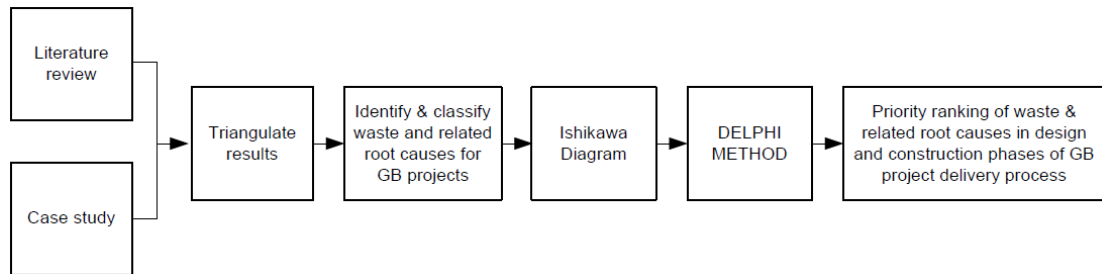 Literature
review
Case study
Triangulate
results
Identify & classify
waste and related
root causes for
GB projects
Ishikawa
Diagram
DELPHI
METHOD
Priority ranking of waste &
related root causes in design
and construction phases of GB
project delivery process